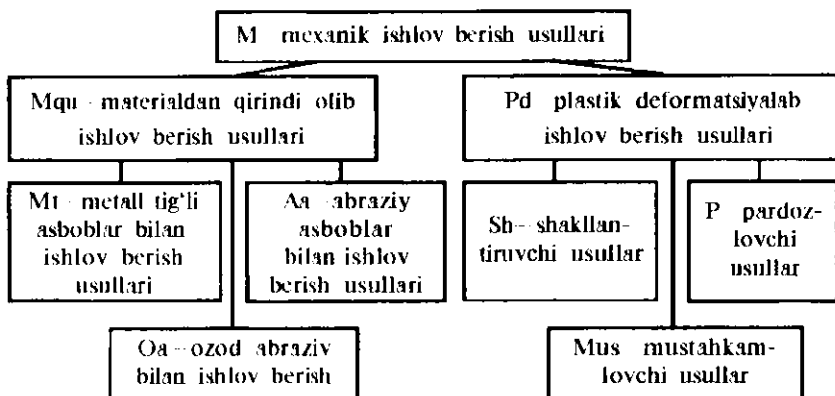 M mexanik ishlov berish usullari
Mqu - materialdan qirindi olib
ishlov berish usullari
Pd plastik deformatsiyalab
ishlov berish usullari
Mt - metall tig'li
asboblar bilan
ishlov berish
usullari
Aa - abraziv
asboblar
bilan ishlov
berish usullari
Sh - shakllan-
tiruvchi usullar
P pardoz-
lovchi
usullar
Oa - ozod abraziv
bilan ishlov berish
Mus mustahkam-
lovchi usullar